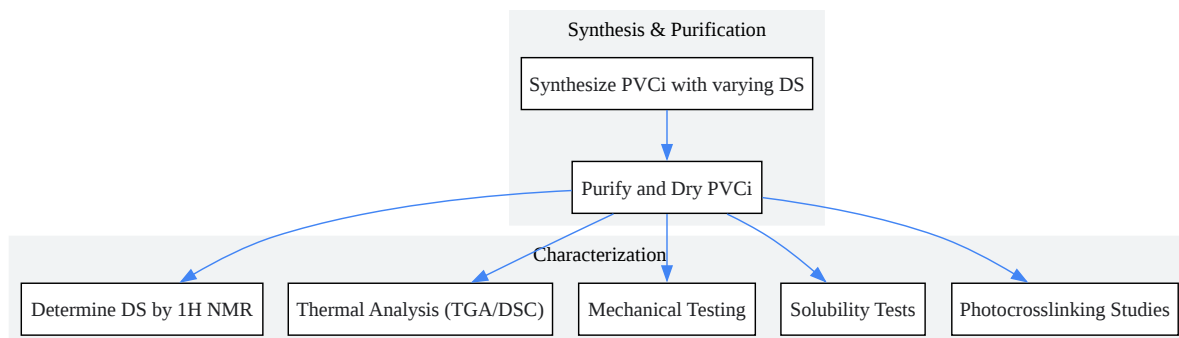 Synthesis & Purification
Synthesize PVCi with varying DS
Purify and Dry PVCi
Characterization
Determine DS by 1H NMR
Thermal Analysis (TGA/DSC)
Mechanical Testing
Solubility Tests
Photocrosslinking Studies